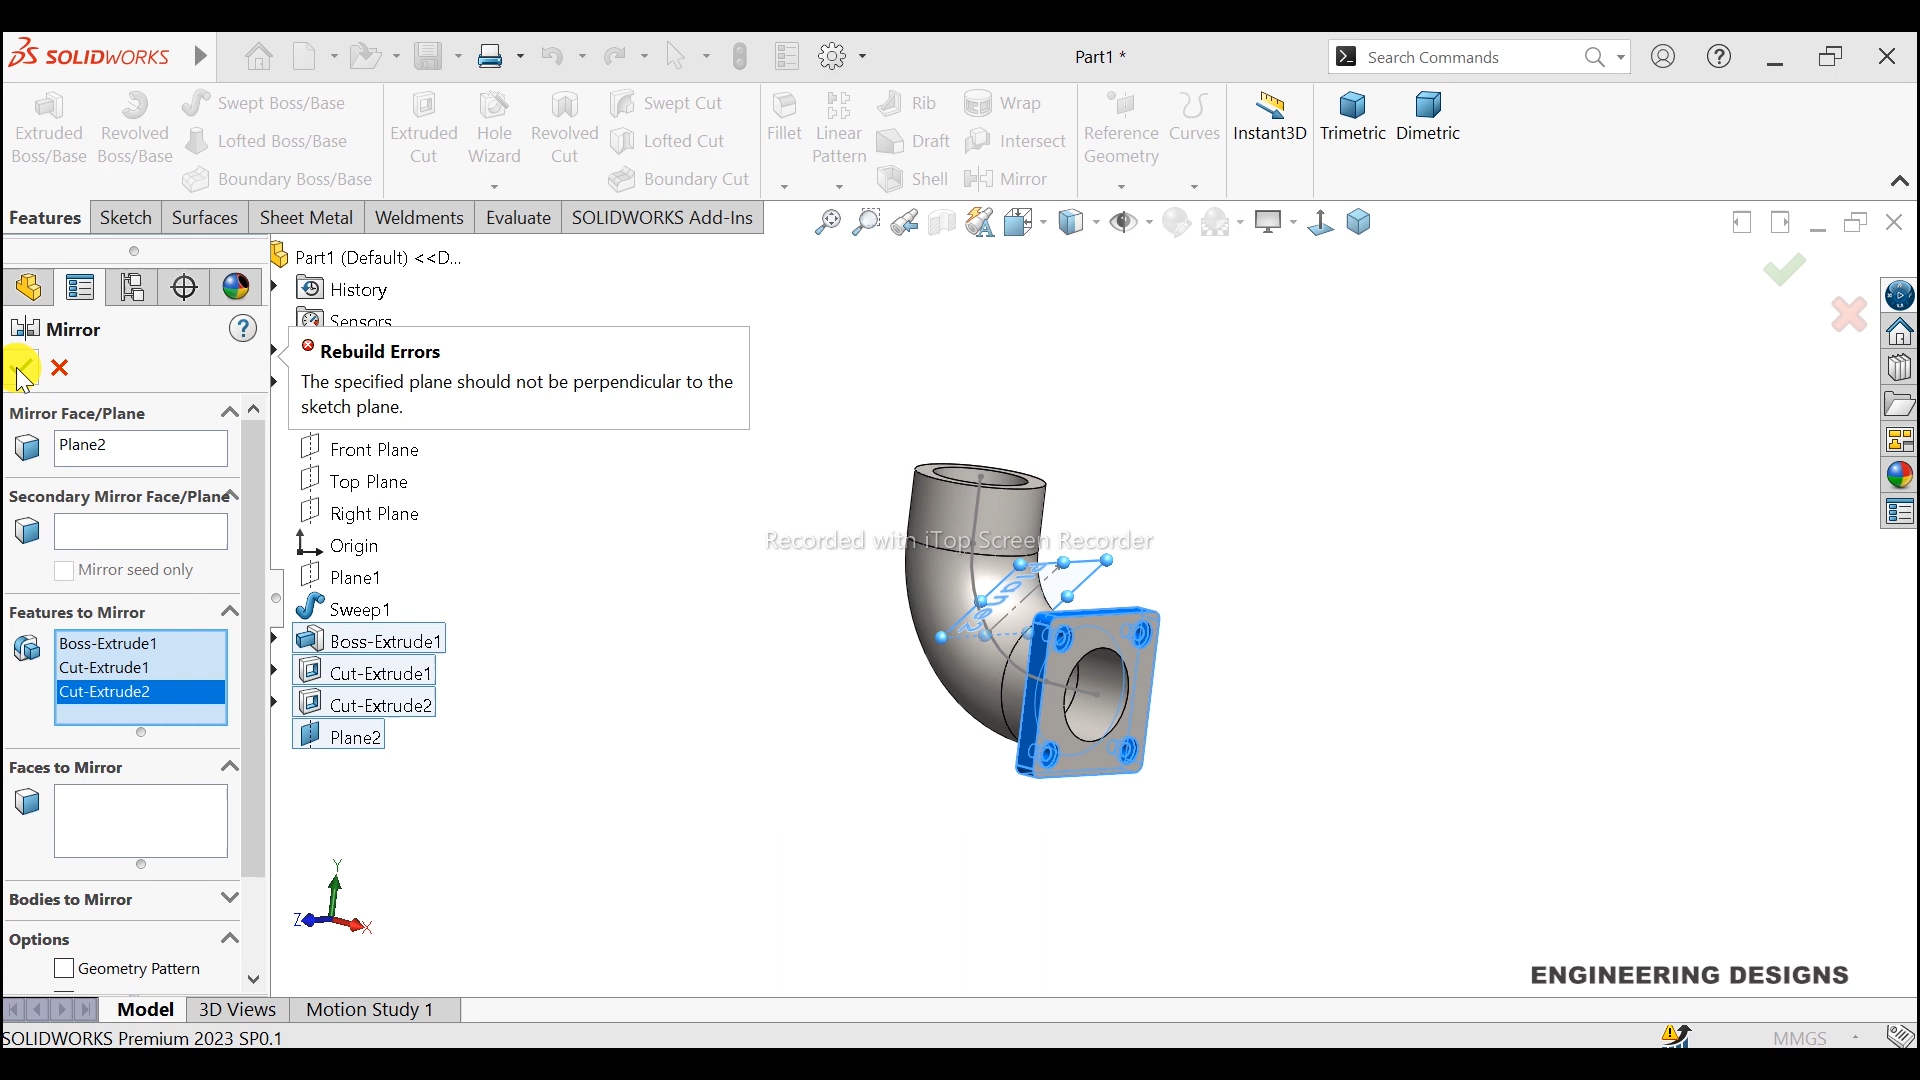 SOLIDWORKS
Part1 *
Search Commands
Extruded Boss/Base
Revolved Boss/Base
Swept Boss/Base
Lofted Boss/Base
Boundary Boss/Base
Extruded Cut
Hole Wizard
Revolved Cut
Swept Cut
Lofted Cut
Boundary Cut
Fillet
Linear Pattern
Rib
Draft
Shell
Wrap
Intersect
Mirror
Reference Geometry
Curves
Instant3D
Trimetric
Dimetric
Features
Sketch
Surfaces
Sheet Metal
Weldments
Evaluate
SOLIDWORKS Add-Ins
Part1 (Default) <<D...
History
Sensors
Mirror
Rebuild Errors
The specified plane should not be perpendicular to the
sketch plane.
Mirror Face/Plane
Plane2
Front Plane
Top Plane
Right Plane
Origin
Plane1
Sweep1
Boss-Extrude1
Cut-Extrude1
Cut-Extrude2
Plane2
Secondary Mirror Face/Plane
Mirror seed only
Features to Mirror
Boss-Extrude1
Cut-Extrude1
Cut-Extrude2
Faces to Mirror
Bodies to Mirror
Options
Geometry Pattern
Recorded with iTop Screen Recorder
Plane2
Y
Z
X
ENGINEERING DESIGNS
Model
3D Views
Motion Study 1
SOLIDWORKS Premium 2023 SP0.1
MMGS